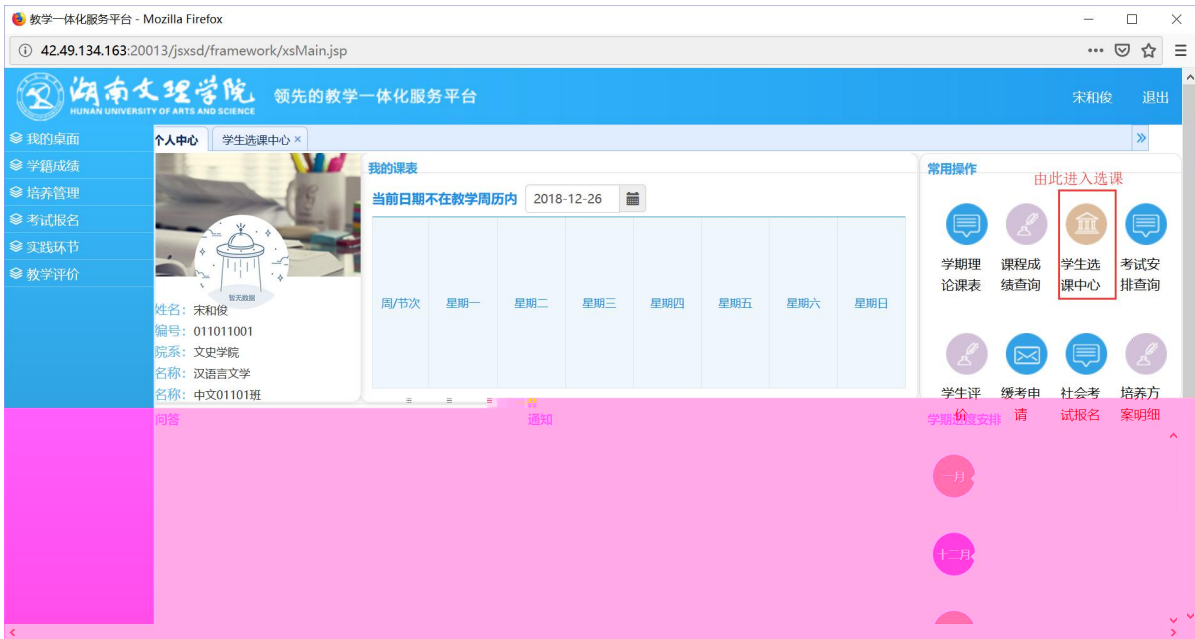 教学一体化服务平台 - Mozilla Firefox
42.49.134.163:20013/jsxsd/framework/xsMain.jsp
湖南文理学院
HUNAN UNIVERSITY OF ARTS AND SCIENCE
领先的教学一体化服务平台
宋和俊 退出
我的桌面
学籍成绩
培养管理
考试报名
实践环节
教学评价
个人中心 学生选课中心 ×
暂无数据
姓名：宋和俊
编号：011011001
院系：文史学院
名称：汉语言文学
名称：中文01101班
我的课表
当前日期不在教学周历内 2018-12-26
周/节次 星期一 星期二 星期三 星期四 星期五 星期六 星期日
常用操作
由此进入选课
学期理论课表
课程成绩查询
学生选课中心
考试安排查询
学生评价
缓考申请
社会考试报名
培养方案明细
问答
通知
学期进度安排
一月
十二月